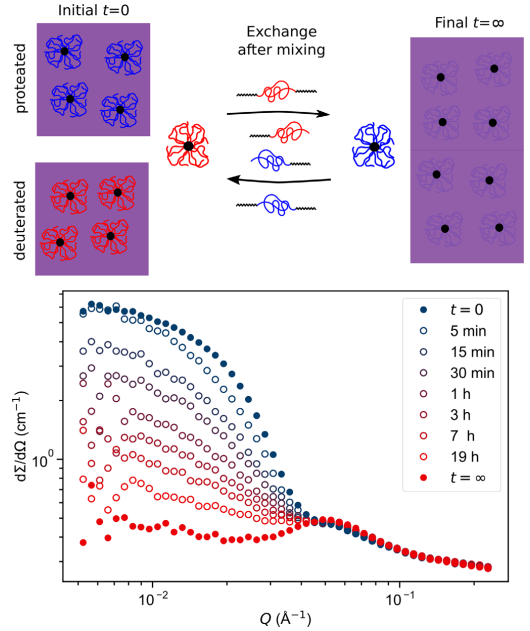 Initial t=0
Exchange
after mixing
Final t=∞
proteated
deuterated
dΣ/dΩ (cm⁻¹)
10⁰
t = 0
5 min
15 min
30 min
1 h
3 h
7 h
19 h
t = ∞
10⁻²
10⁻¹
Q (Å⁻¹)